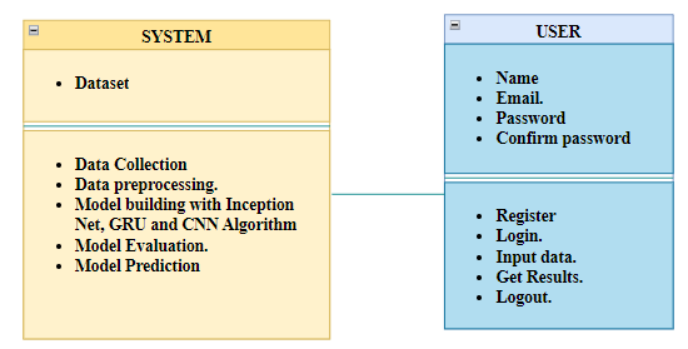 SYSTEM
• Dataset
• Data Collection
• Data preprocessing.
• Model building with Inception
Net, GRU and CNN Algorithm
• Model Evaluation.
• Model Prediction
USER
• Name
• Email.
• Password
• Confirm password
• Register
• Login.
• Input data.
• Get Results.
• Logout.